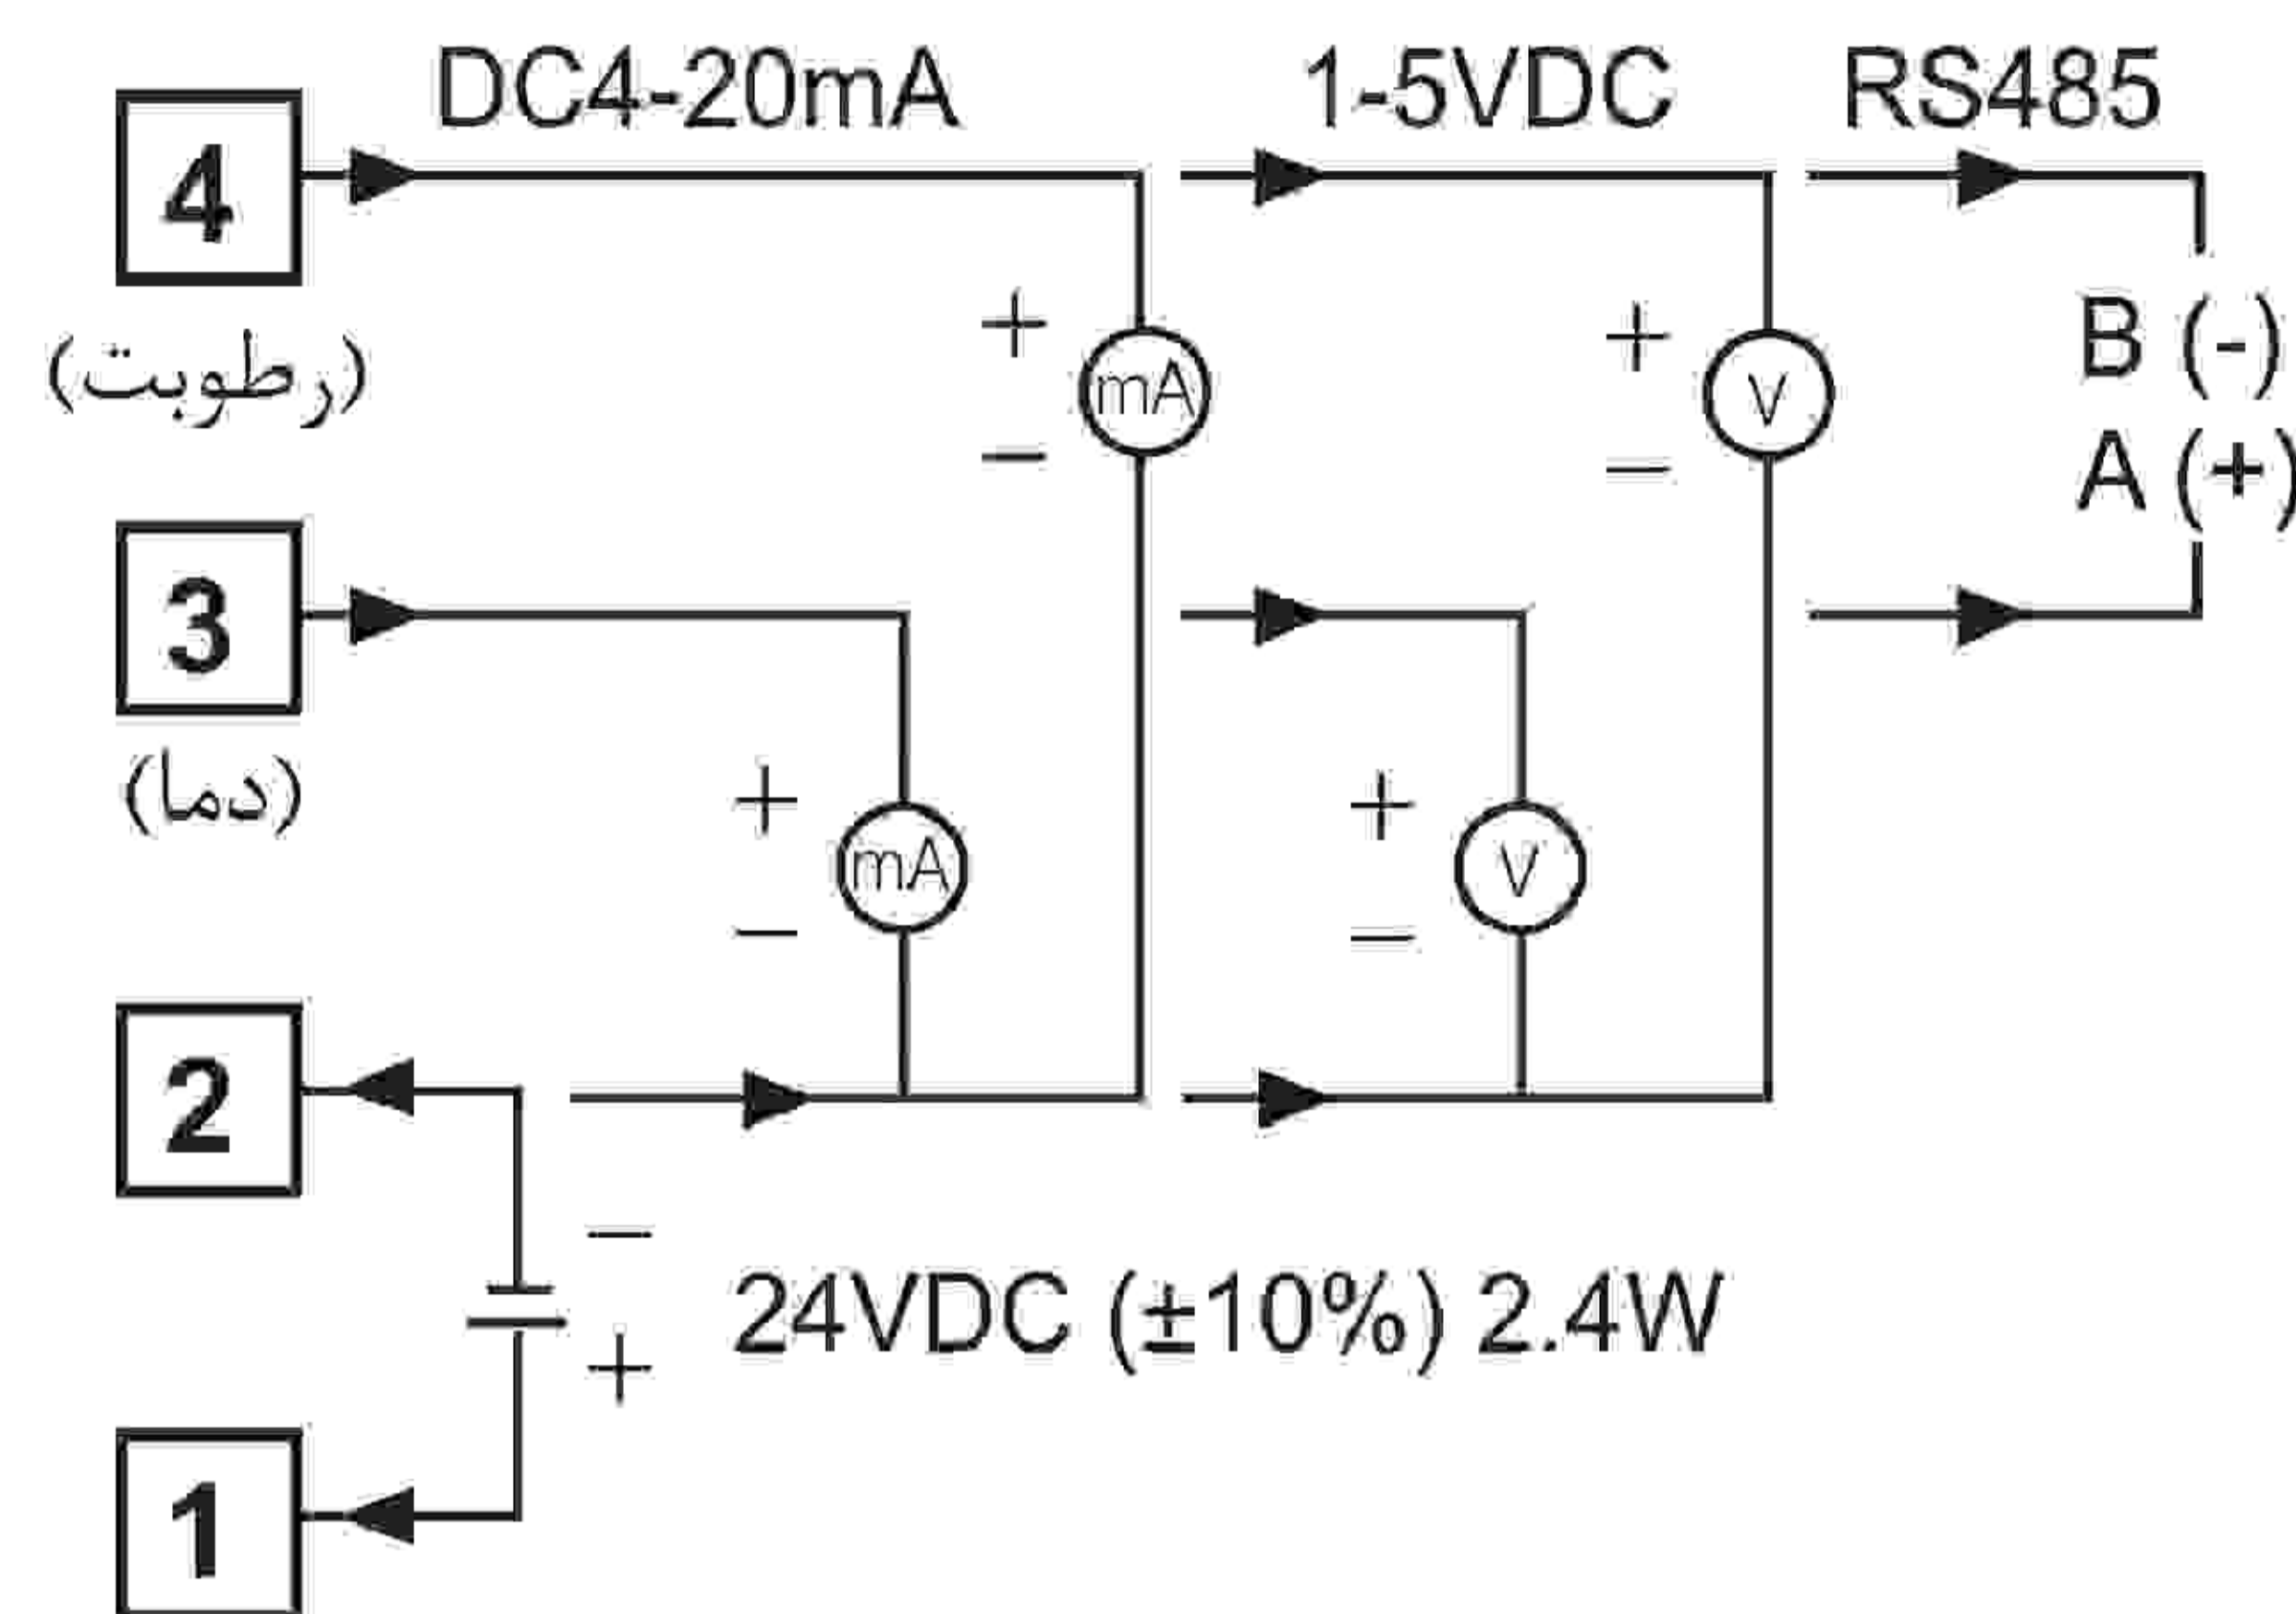 DC4-20mA 1-5VDC RS485
4
(رطوبت)
+
mA
−
+
V
−
B (-)
A (+)
3
(دما)
+
mA
−
+
V
−
2
−
24VDC (±10%) 2.4W
+
1